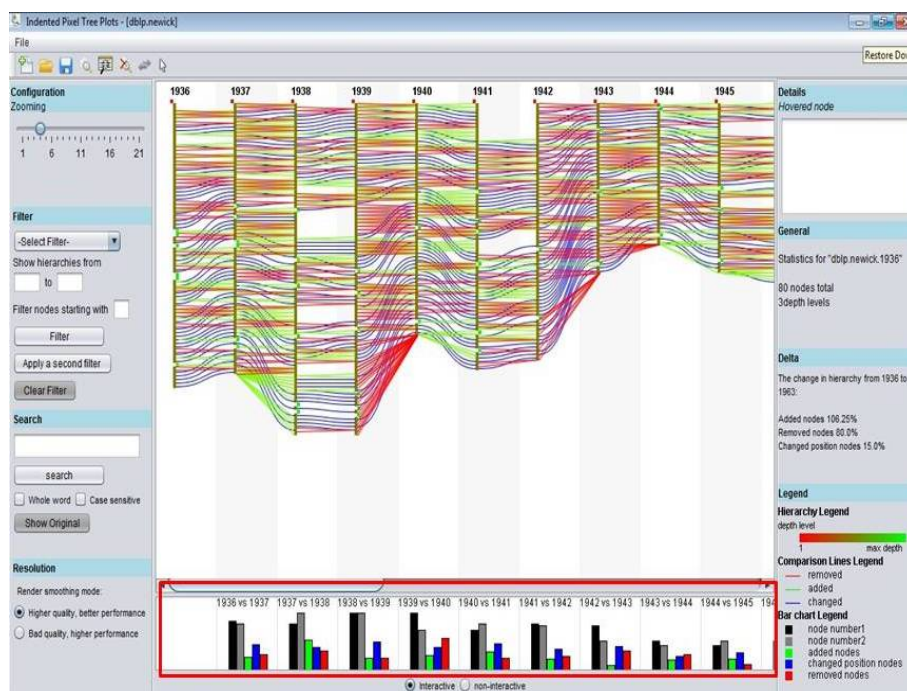 Indented Pixel Tree Plots - [dblp.newick]
File
Restore Do
Configuration
Zooming
1 6 11 16 21
Filter
-Select Filter-
Show hierarchies from
to
Filter nodes starting with
Filter
Apply a second filter
Clear Filter
Search
search
Whole word Case sensitive
Show Original
Resolution
Render smoothing mode:
Higher quality, better performance
Bad quality, higher performance
1936 1937 1938 1939 1940 1941 1942 1943 1944 1945
1936 vs 1937 1937 vs 1938 1938 vs 1939 1939 vs 1940 1940 vs 1941 1941 vs 1942 1942 vs 1943 1943 vs 1944 1944 vs 1945 194
Interactive non-interactive
Details
Hovered node
General
Statistics for "dblp.newick.1936"
80 nodes total
3depth levels
Delta
The change in hierarchy from 1936 to
1963:
Added nodes 106.25%
Removed nodes 80.0%
Changed position nodes 15.0%
Legend
Hierarchy Legend
depth level
1 max depth
Comparison Lines Legend
removed
added
changed
Bar chart Legend
node number1
node number2
added nodes
changed position nodes
removed nodes